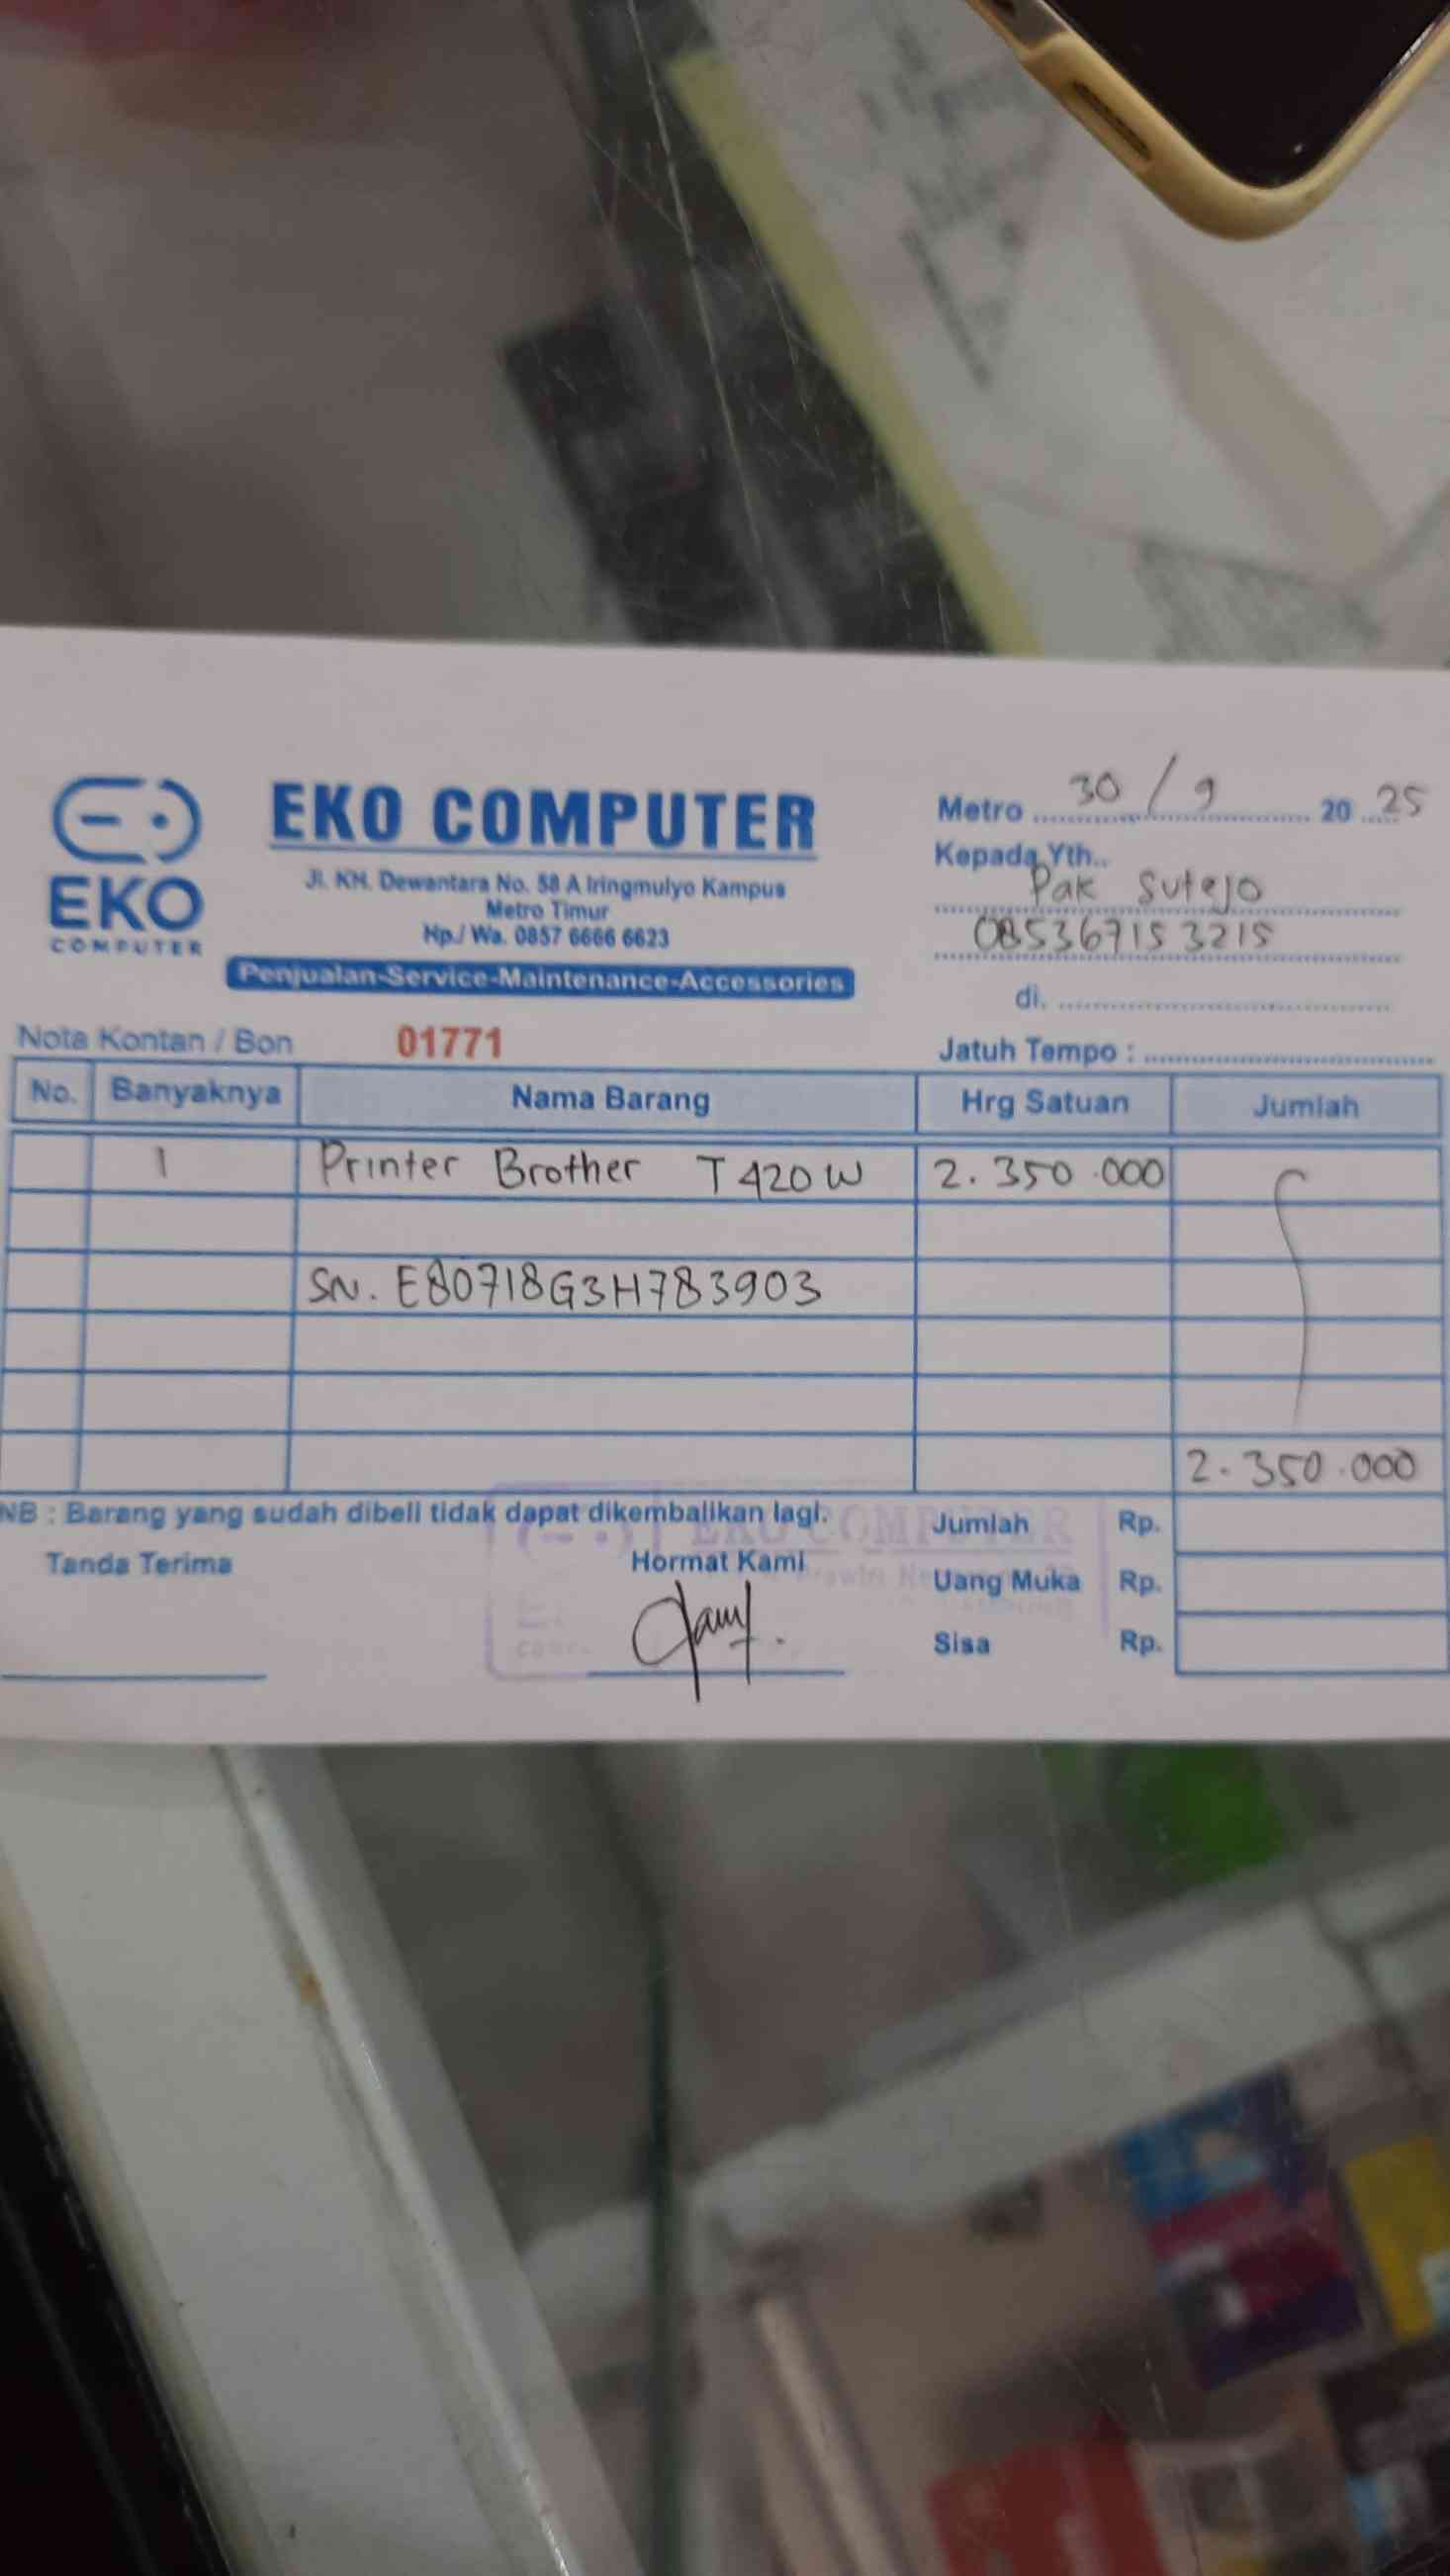 EKO
COMPUTER
EKO COMPUTER
Jl. KH. Dewantara No. 58 A Iringmulyo Kampus
Metro Timur
Hp./ Wa. 0857 6666 6623
Penjualan-Service-Maintenance-Accessories
Metro 30 / 9 20 25
Kepada Yth..
Pak Sutejo
085367153215
di.
Nota Kontan / Bon 01771
Jatuh Tempo :
No. Banyaknya Nama Barang Hrg Satuan Jumlah
1 Printer Brother T420W 2.350.000
SN. E80718G3H783903
2.350.000
NB : Barang yang sudah dibeli tidak dapat dikembalikan lagi.
Tanda Terima
Hormat Kami
EKO COMPUTER
Jumlah Rp.
Uang Muka Rp.
Sisa Rp.